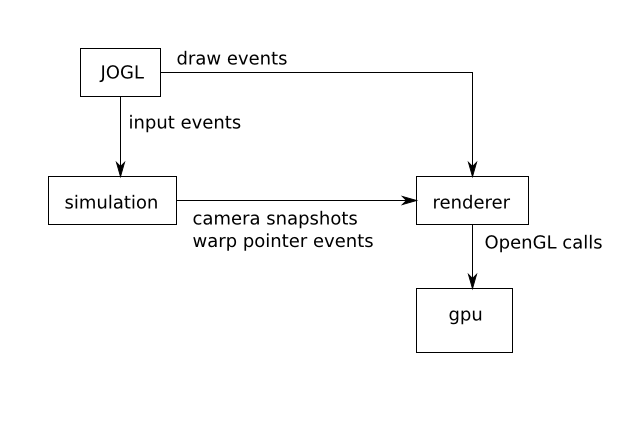 JOGL
draw events
input events
simulation
camera snapshots
warp pointer events
renderer
OpenGL calls
gpu